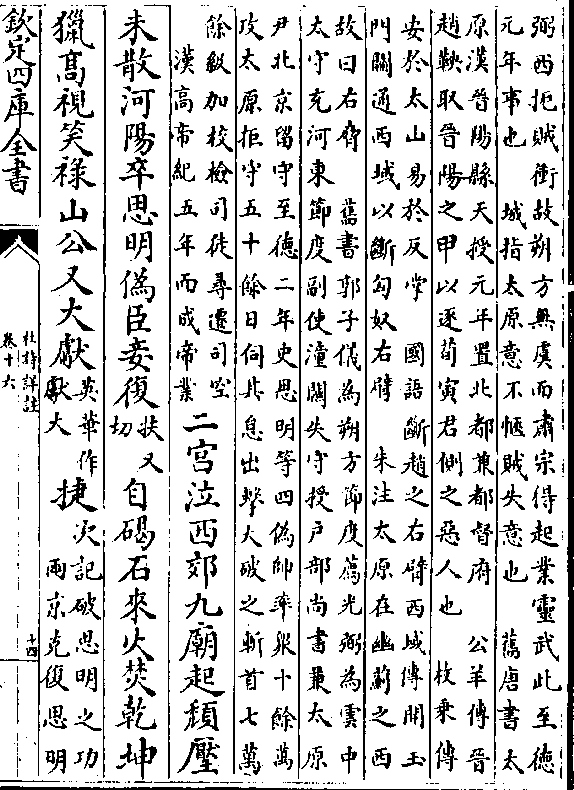 弼西扼賊衝故朔方無虞而肅宗得起業靈武此至德
元年事也　城指太原意不愜賊失意也　舊唐書太
原漢晉陽縣天授元年置北都兼都督府　公羊傳晉
趙鞅取晉陽之甲以逐荀寅君側之惡人也　枚乗傳
安於太山易於反掌　國語斷趙之右臂西域傳開玉
門關通西域以斷匈奴右臂　朱注太原在幽薊之西
故曰右脅　舊書郭子儀為朔方節度薦光弼為雲中
太守充河東節度副使潼關失守授戶部尚書兼太原
尹北京留守至德二年史思明等四偽帥率衆十餘萬
攻太原拒守五十餘日伺其怠出擊大破之斬首七萬
餘級加校檢司徒尋遷司空
漢高帝紀五年而成帝業
二宮泣西郊九廟起頽壓
未散河陽卒思明偽臣妾復
扶又
切
自碣石來火焚乾坤
獵高視笑祿山公又大獻
英華作
獻大
捷
次記破思明之功
兩京克復思明
欽定四庫全書
杜詩詳註
卷十六
十四